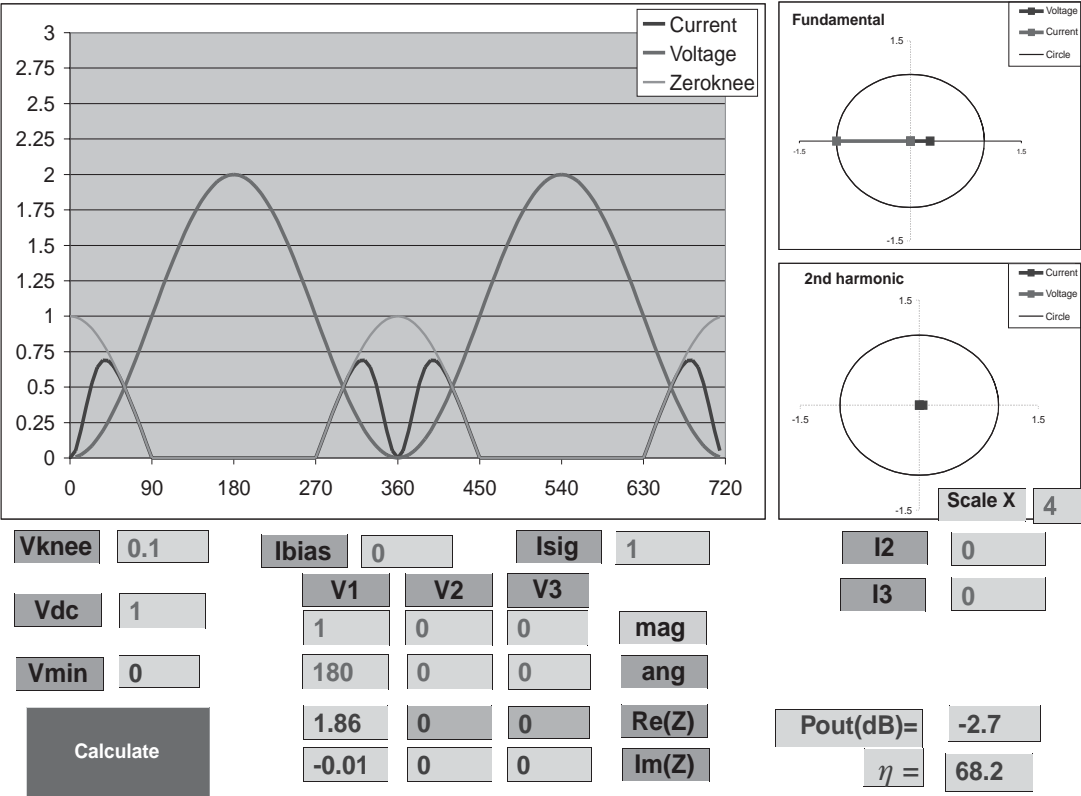 3
2.75
2.5
2.25
2
1.75
1.5
1.25
1
0.75
0.5
0.25
0
0 90 180 270 360 450 540 630 720
Current
Voltage
Zeroknee
Fundamental
Voltage
Current
Circle
1.5
-1.5
1.5
-1.5
2nd harmonic
Current
Voltage
Circle
1.5
-1.5
1.5
-1.5
Scale X 4
Vknee 0.1 Ibias 0 Isig 1 I2 0
V1 V2 V3 I3 0
Vdc 1
1 0 0 mag
Vmin 0 180 0 0 ang
1.86 0 0 Re(Z) Pout(dB)= -2.7
Calculate -0.01 0 0 Im(Z) η = 68.2